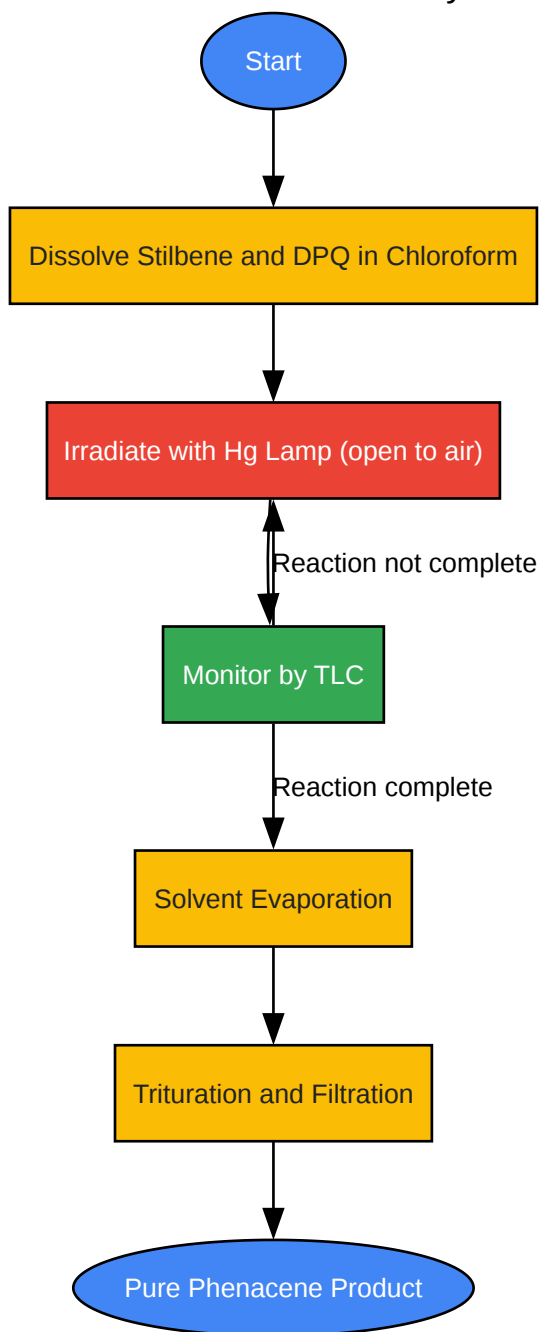 Start
Dissolve Stilbene and DPQ in Chloroform
Irradiate with Hg Lamp (open to air)
Reaction not complete
Monitor by TLC
Reaction complete
Solvent Evaporation
Trituration and Filtration
Pure Phenacene Product